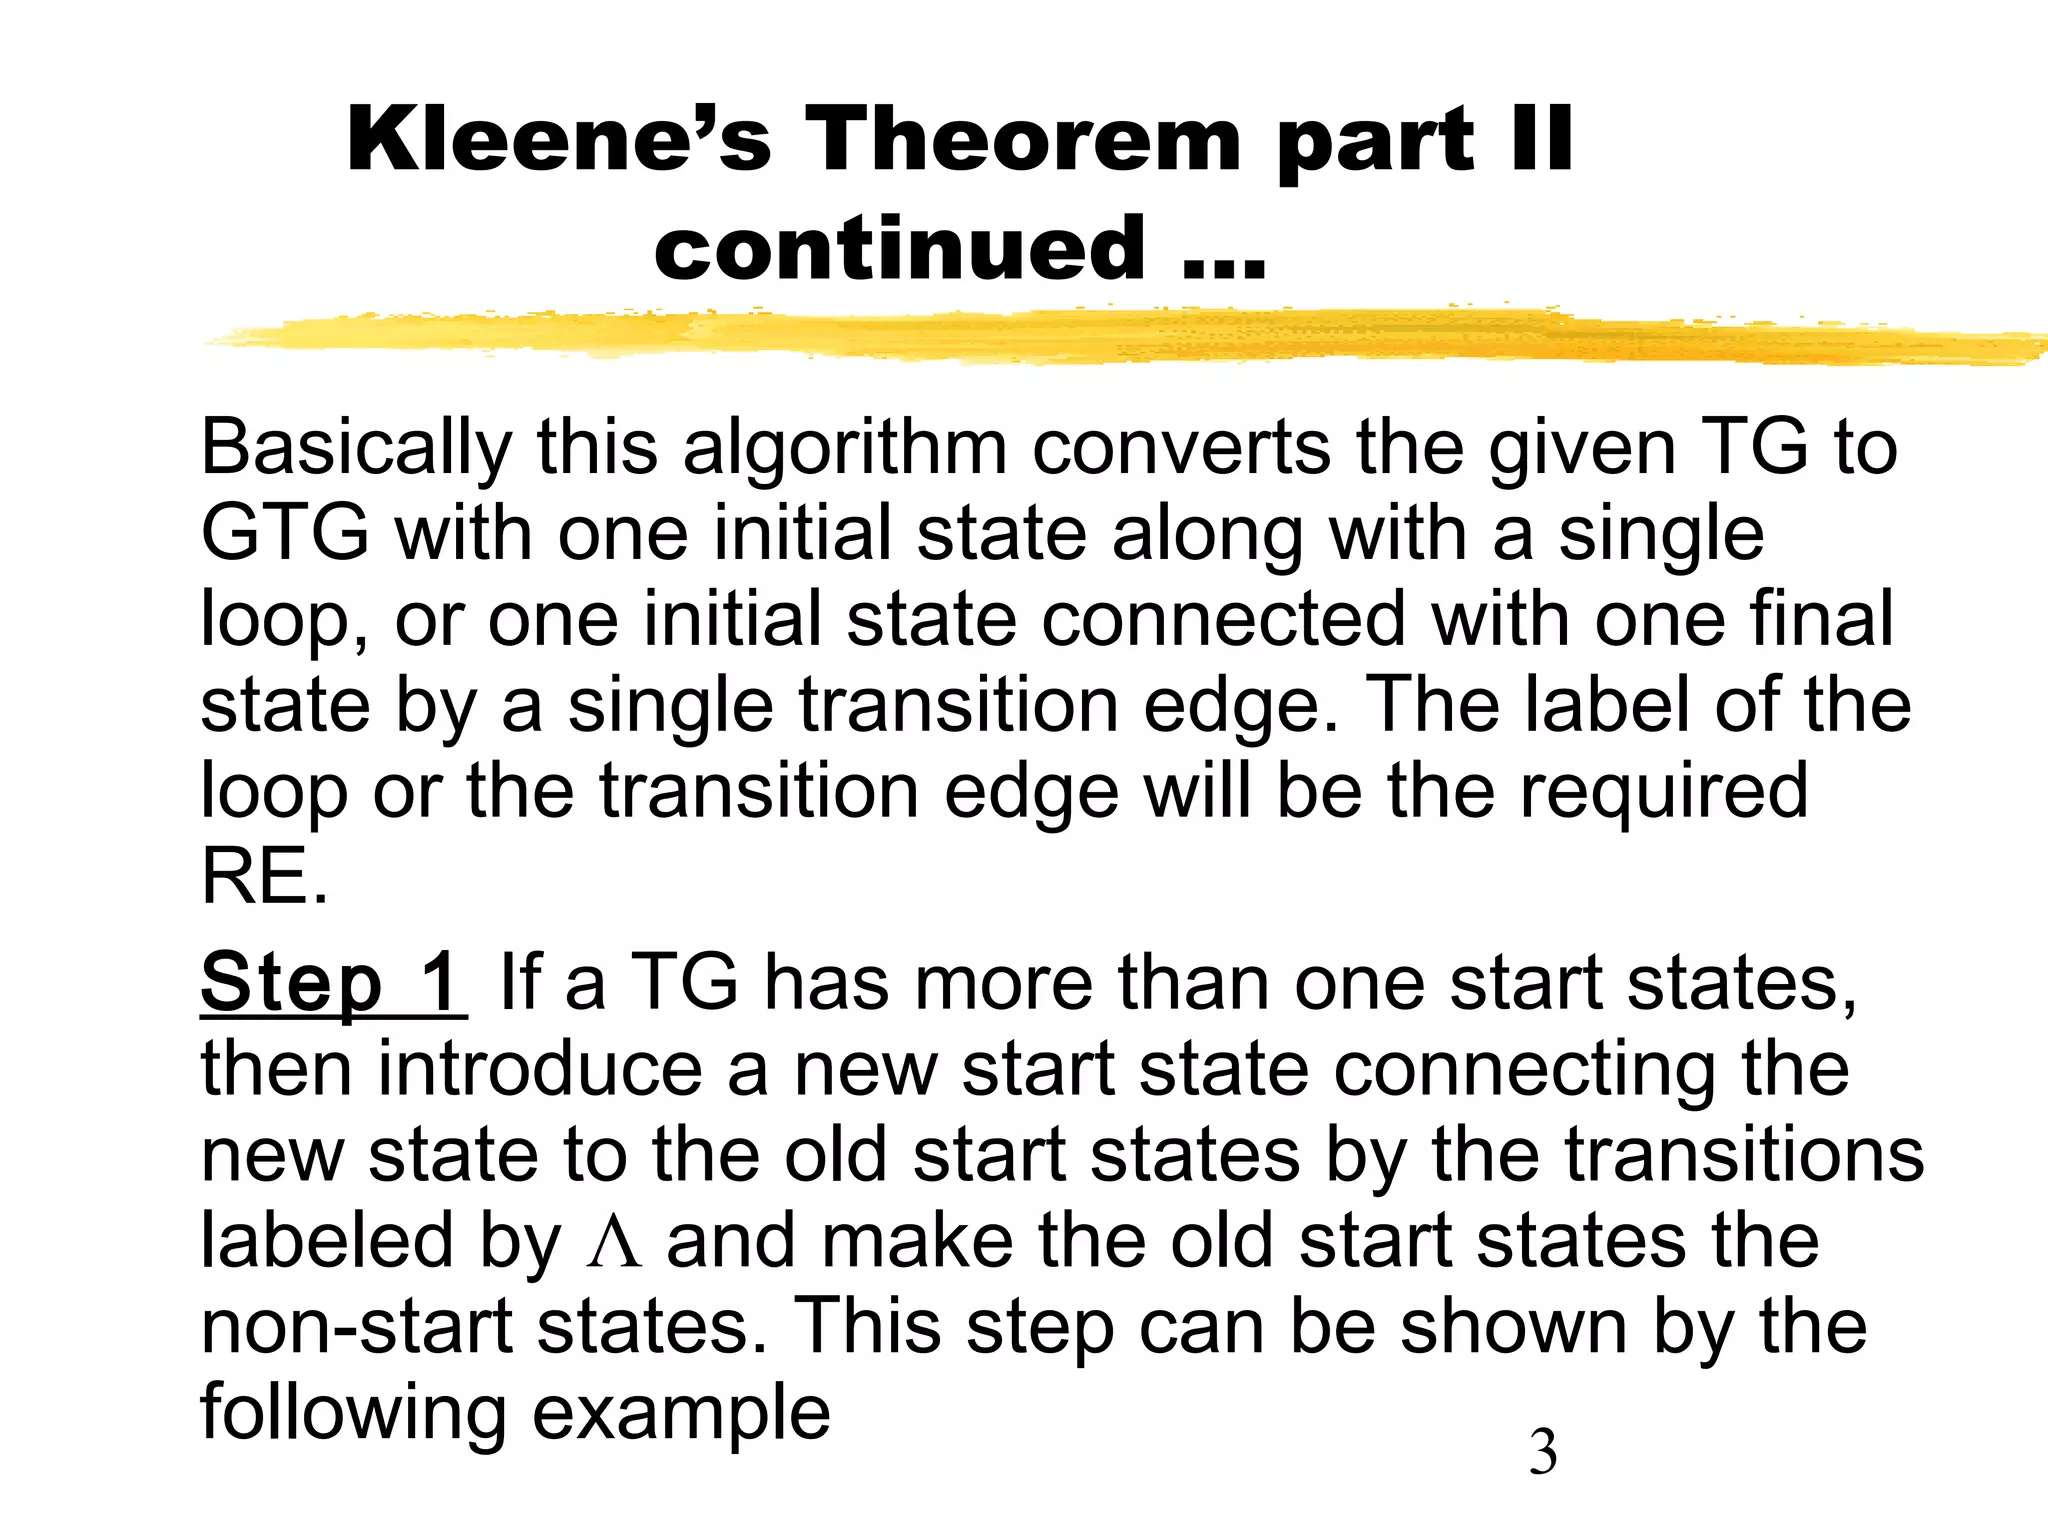 Kleene’s Theorem part II
continued …
Basically this algorithm converts the given TG to
GTG with one initial state along with a single
loop, or one initial state connected with one final
state by a single transition edge. The label of the
loop or the transition edge will be the required
RE.
Step 1 If a TG has more than one start states,
then introduce a new start state connecting the
new state to the old start states by the transitions
labeled by Λ and make the old start states the
non-start states. This step can be shown by the
following example
3